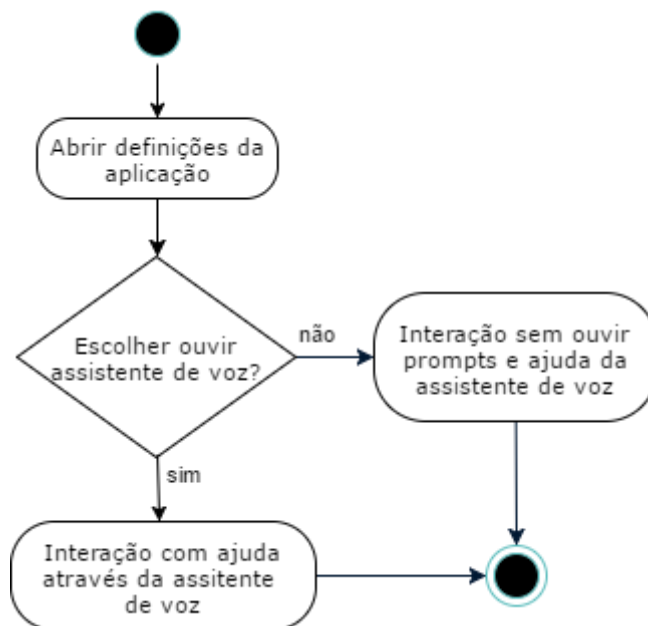 Abrir definições da
aplicação
Escolher ouvir
assistente de voz?
não
Interação sem ouvir
prompts e ajuda da
assistente de voz
sim
Interação com ajuda
através da assitente
de voz